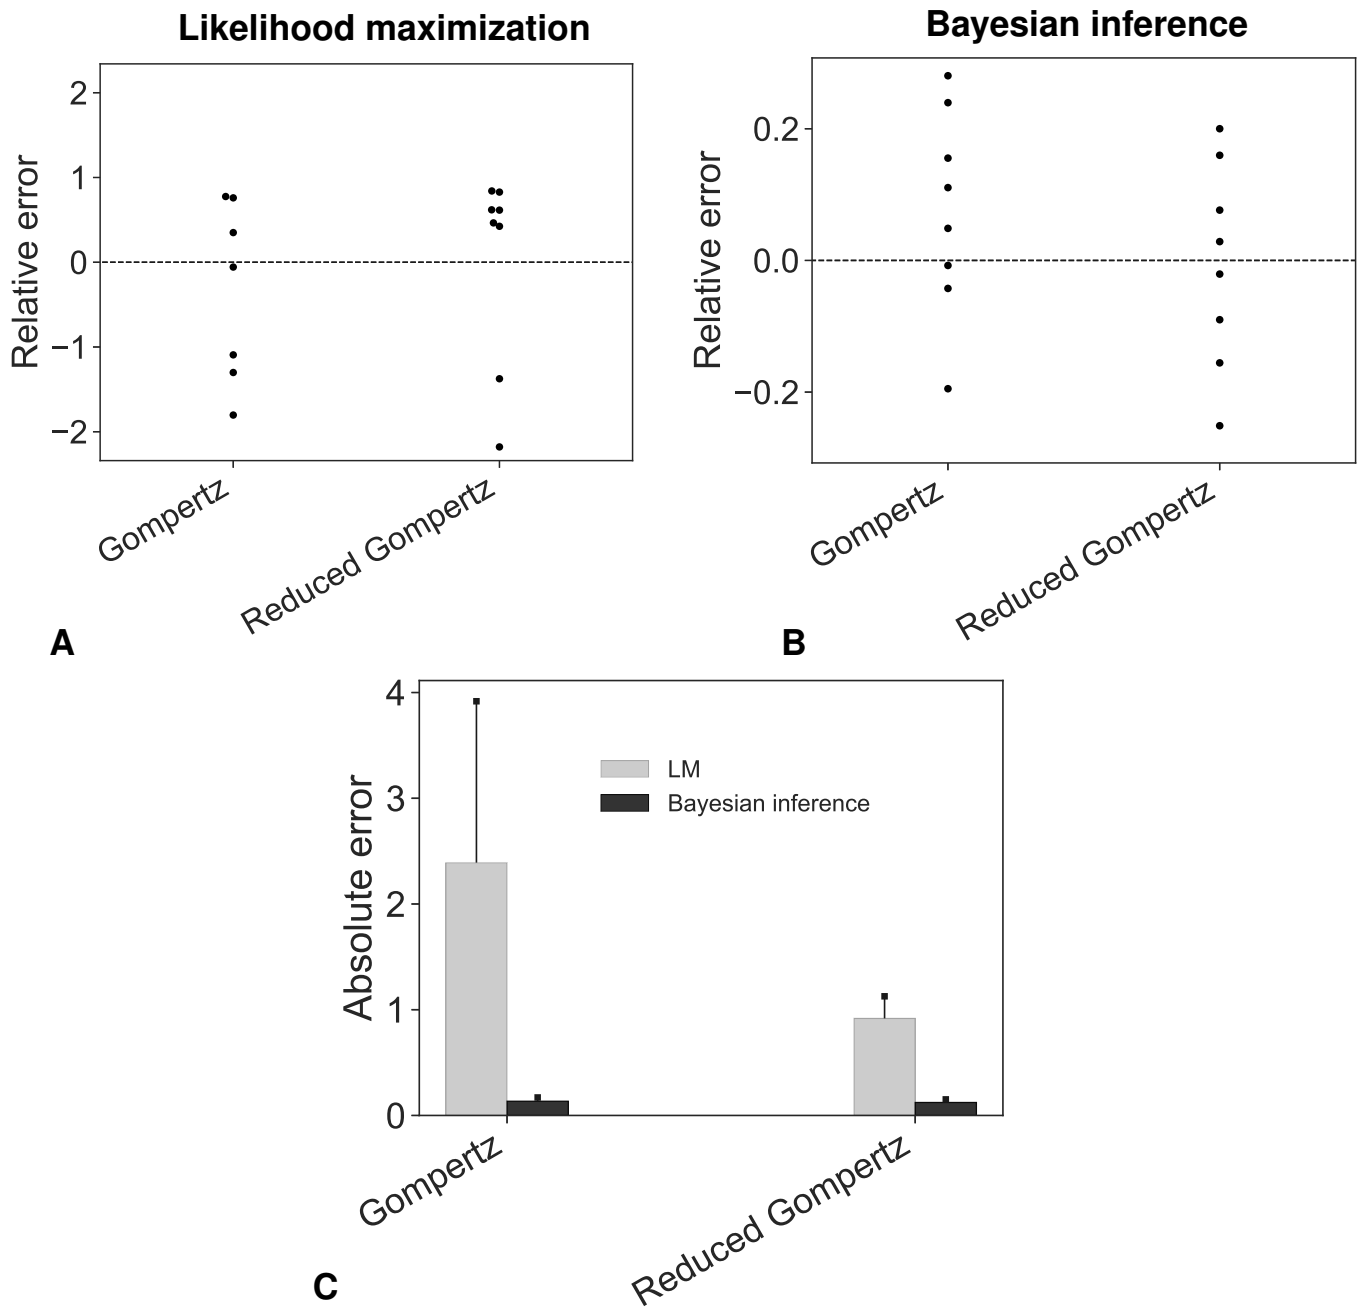 Likelihood maximization
2
1
0
−1
−2
Relative error
Gompertz
Reduced Gompertz
A
Bayesian inference
0.2
0.0
−0.2
Relative error
Gompertz
Reduced Gompertz
B
4
3
2
1
0
Absolute error
LM
Bayesian inference
Gompertz
Reduced Gompertz
C